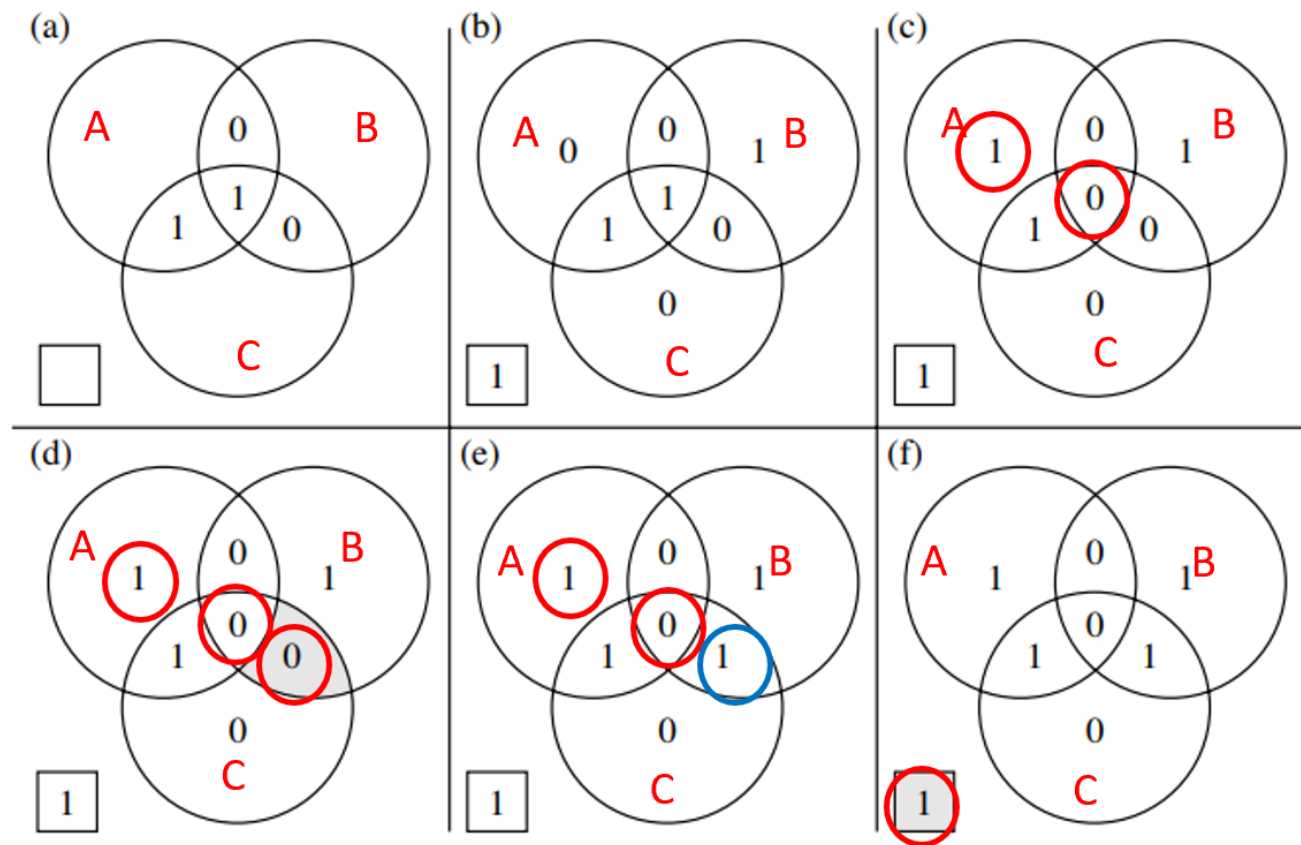 (a) (b) (c)
0 0 0
A B A 0 1 B A 1 1 B
1 1 0
1 0 1 0 1 0
0 0
C C C
1 1
(d) (e) (f)
0 0 0
A 1 1 B A 1 1 B A 1 1 B
0 0 0
1 0 1 1 1 1
0 0
C C C
1 1 1